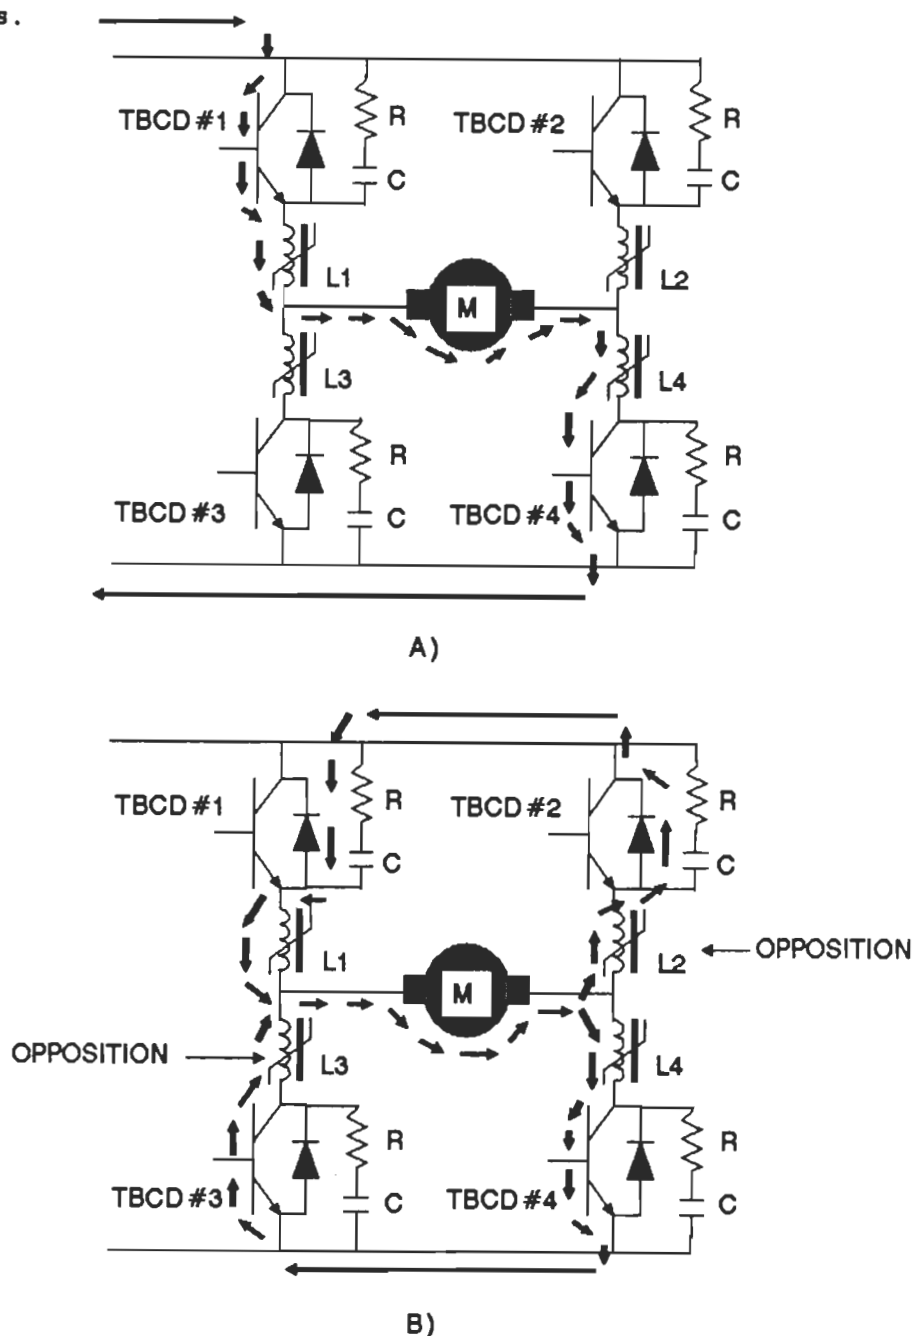 s.
TBCD #1
R
C
TBCD #2
R
C
L1
M
L2
L3
L4
R
C
TBCD #3
R
C
TBCD #4
A)
TBCD #1
R
C
TBCD #2
R
C
L1
M
L2
OPPOSITION
OPPOSITION
L3
L4
R
C
TBCD #3
R
C
TBCD #4
B)